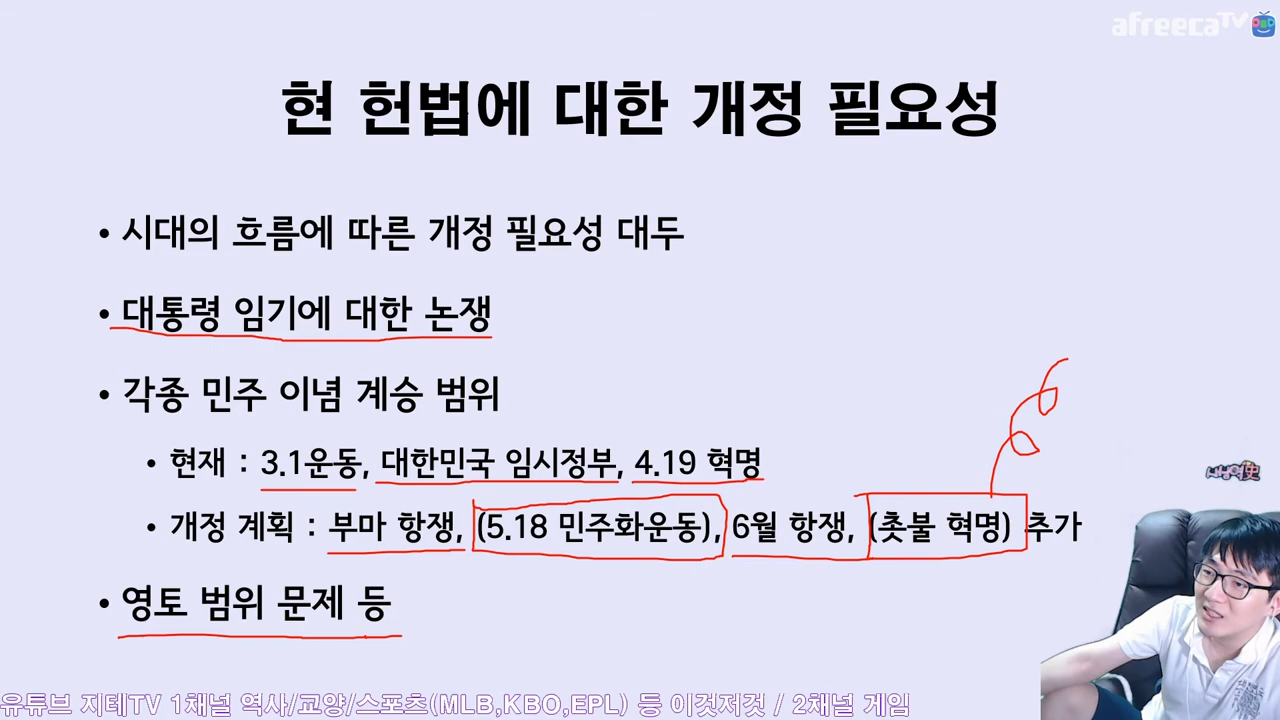 afreecaTV
현 헌법에 대한 개정 필요성
• 시대의 흐름에 따른 개정 필요성 대두
• 대통령 임기에 대한 논쟁
• 각종 민주 이념 계승 범위
• 현재 : 3.1운동, 대한민국 임시정부, 4.19 혁명
• 개정 계획 : 부마 항쟁, (5.18 민주화운동), 6월 항쟁, (촛불 혁명) 추가
• 영토 범위 문제 등
유튜브 지테TV 1채널 역사/교양/스포츠(MLB,KBO,EPL) 등 이것저것 / 2채널 게임